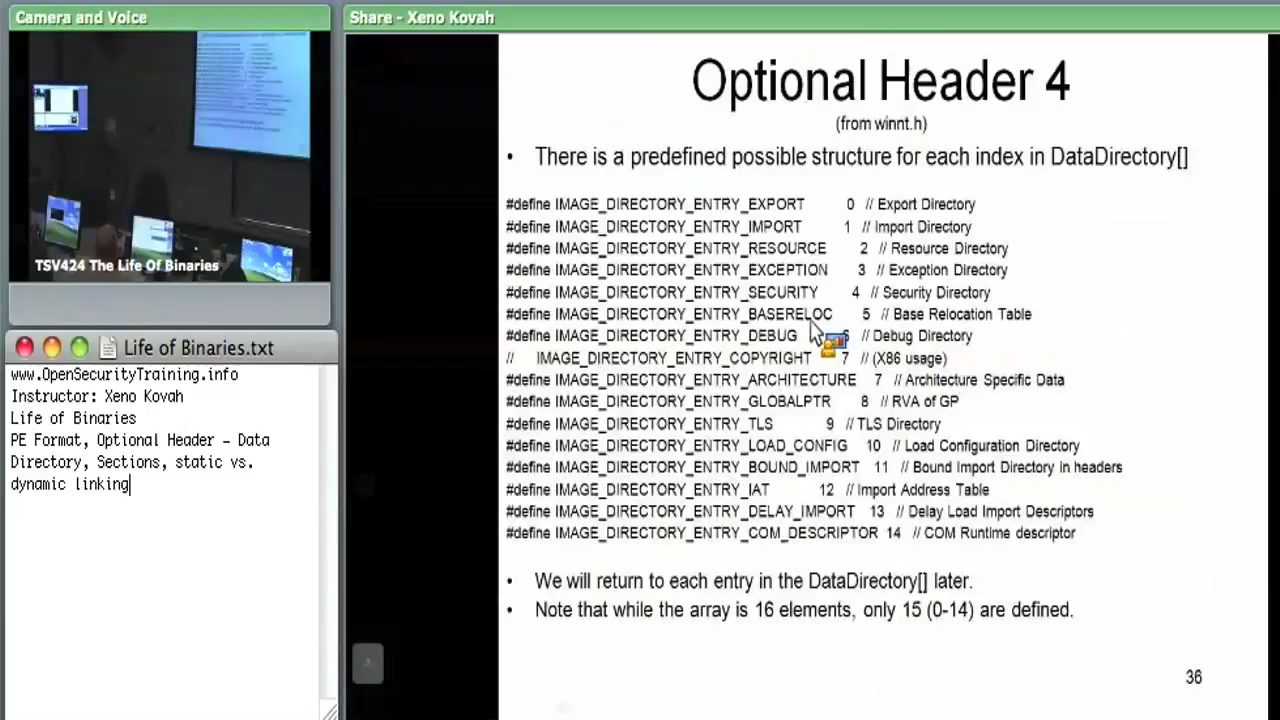 Camera and Voice
TSV424 The Life Of Binaries
Life of Binaries.txt
www.OpenSecurityTraining.info
Instructor: Xeno Kovah
Life of Binaries
PE Format, Optional Header – Data
Directory, Sections, static vs.
dynamic linking
Share - Xeno Kovah
Optional Header 4
(from winnt.h)
• There is a predefined possible structure for each index in DataDirectory[]
#define IMAGE_DIRECTORY_ENTRY_EXPORT 0 // Export Directory
#define IMAGE_DIRECTORY_ENTRY_IMPORT 1 // Import Directory
#define IMAGE_DIRECTORY_ENTRY_RESOURCE 2 // Resource Directory
#define IMAGE_DIRECTORY_ENTRY_EXCEPTION 3 // Exception Directory
#define IMAGE_DIRECTORY_ENTRY_SECURITY 4 // Security Directory
#define IMAGE_DIRECTORY_ENTRY_BASERELOC 5 // Base Relocation Table
#define IMAGE_DIRECTORY_ENTRY_DEBUG 6 // Debug Directory
// IMAGE_DIRECTORY_ENTRY_COPYRIGHT 7 // (X86 usage)
#define IMAGE_DIRECTORY_ENTRY_ARCHITECTURE 7 // Architecture Specific Data
#define IMAGE_DIRECTORY_ENTRY_GLOBALPTR 8 // RVA of GP
#define IMAGE_DIRECTORY_ENTRY_TLS 9 // TLS Directory
#define IMAGE_DIRECTORY_ENTRY_LOAD_CONFIG 10 // Load Configuration Directory
#define IMAGE_DIRECTORY_ENTRY_BOUND_IMPORT 11 // Bound Import Directory in headers
#define IMAGE_DIRECTORY_ENTRY_IAT 12 // Import Address Table
#define IMAGE_DIRECTORY_ENTRY_DELAY_IMPORT 13 // Delay Load Import Descriptors
#define IMAGE_DIRECTORY_ENTRY_COM_DESCRIPTOR 14 // COM Runtime descriptor
• We will return to each entry in the DataDirectory[] later.
• Note that while the array is 16 elements, only 15 (0-14) are defined.
36